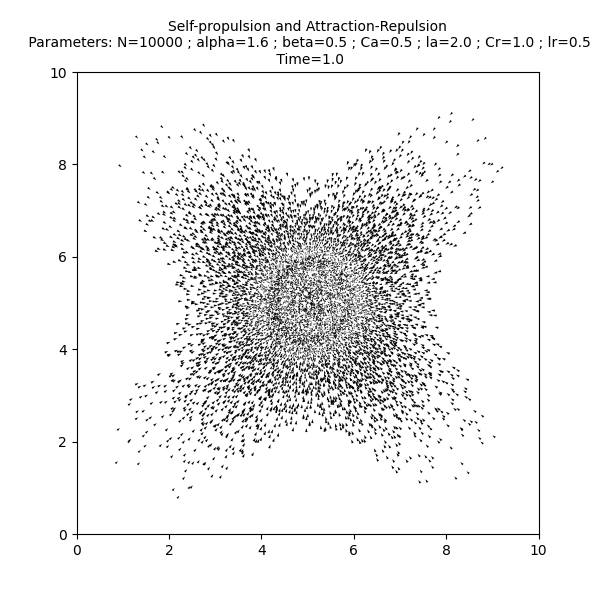 Self-propulsion and Attraction-Repulsion
Parameters: N=10000 ; alpha=1.6 ; beta=0.5 ; Ca=0.5 ; la=2.0 ; Cr=1.0 ; lr=0.5
Time=1.0
10
8
6
4
2
0
0 2 4 6 8 10